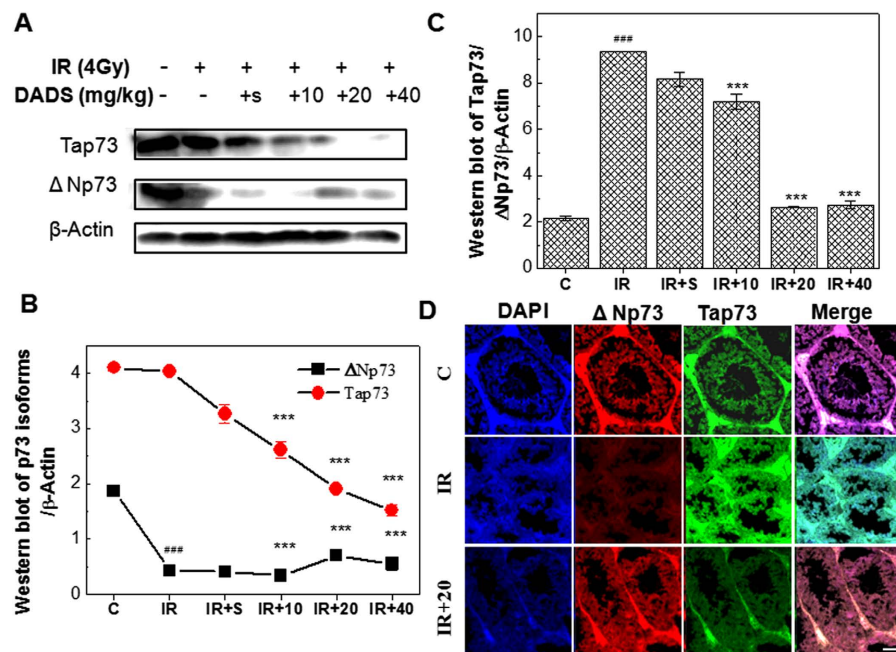 A
IR (4Gy) - + + + + +
DADS (mg/kg) - - +s +10 +20 +40
Tap73
Δ Np73
β-Actin
B
Western blot of p73 isoforms
/β-Actin
4
3
2
1
0
ΔNp73
Tap73
###
***
***
***
***
***
***
C IR IR+S IR+10 IR+20 IR+40
C
Western blot of Tap73/
ΔNp73/β-Actin
10
8
6
4
2
0
###
***
***
***
C IR IR+S IR+10 IR+20 IR+40
D
DAPI Δ Np73 Tap73 Merge
C
IR
IR+20